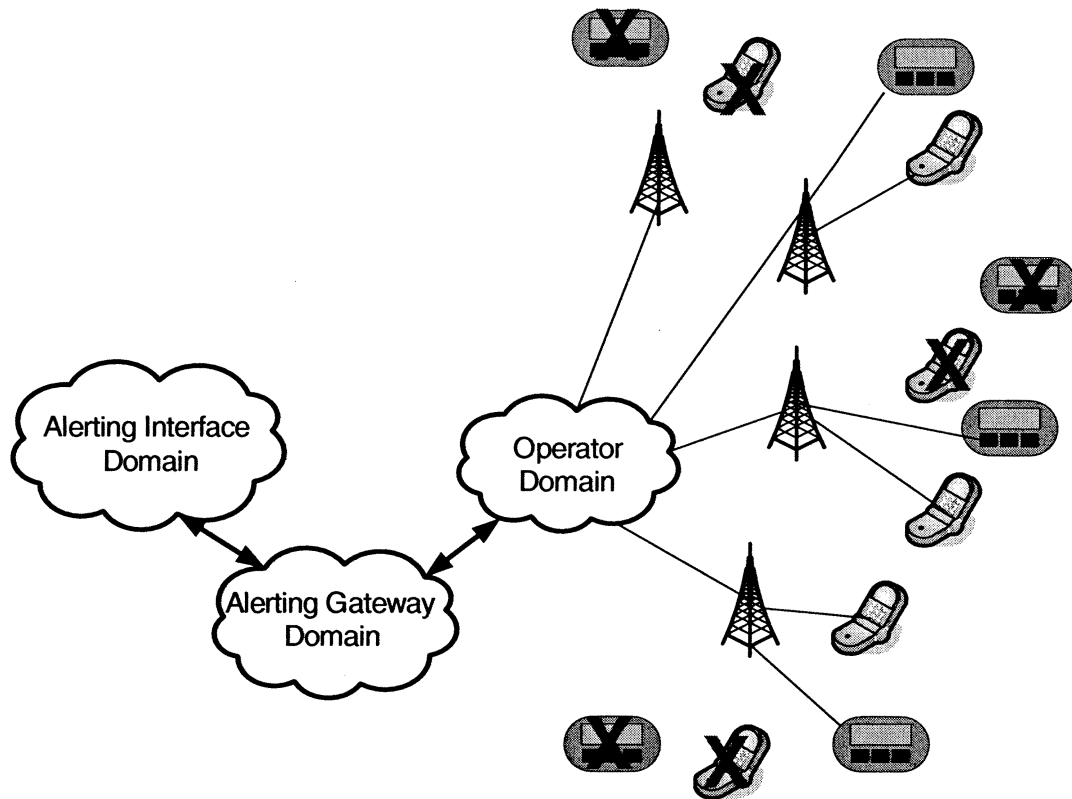 Alerting Interface
Domain
Operator
Domain
Alerting Gateway
Domain